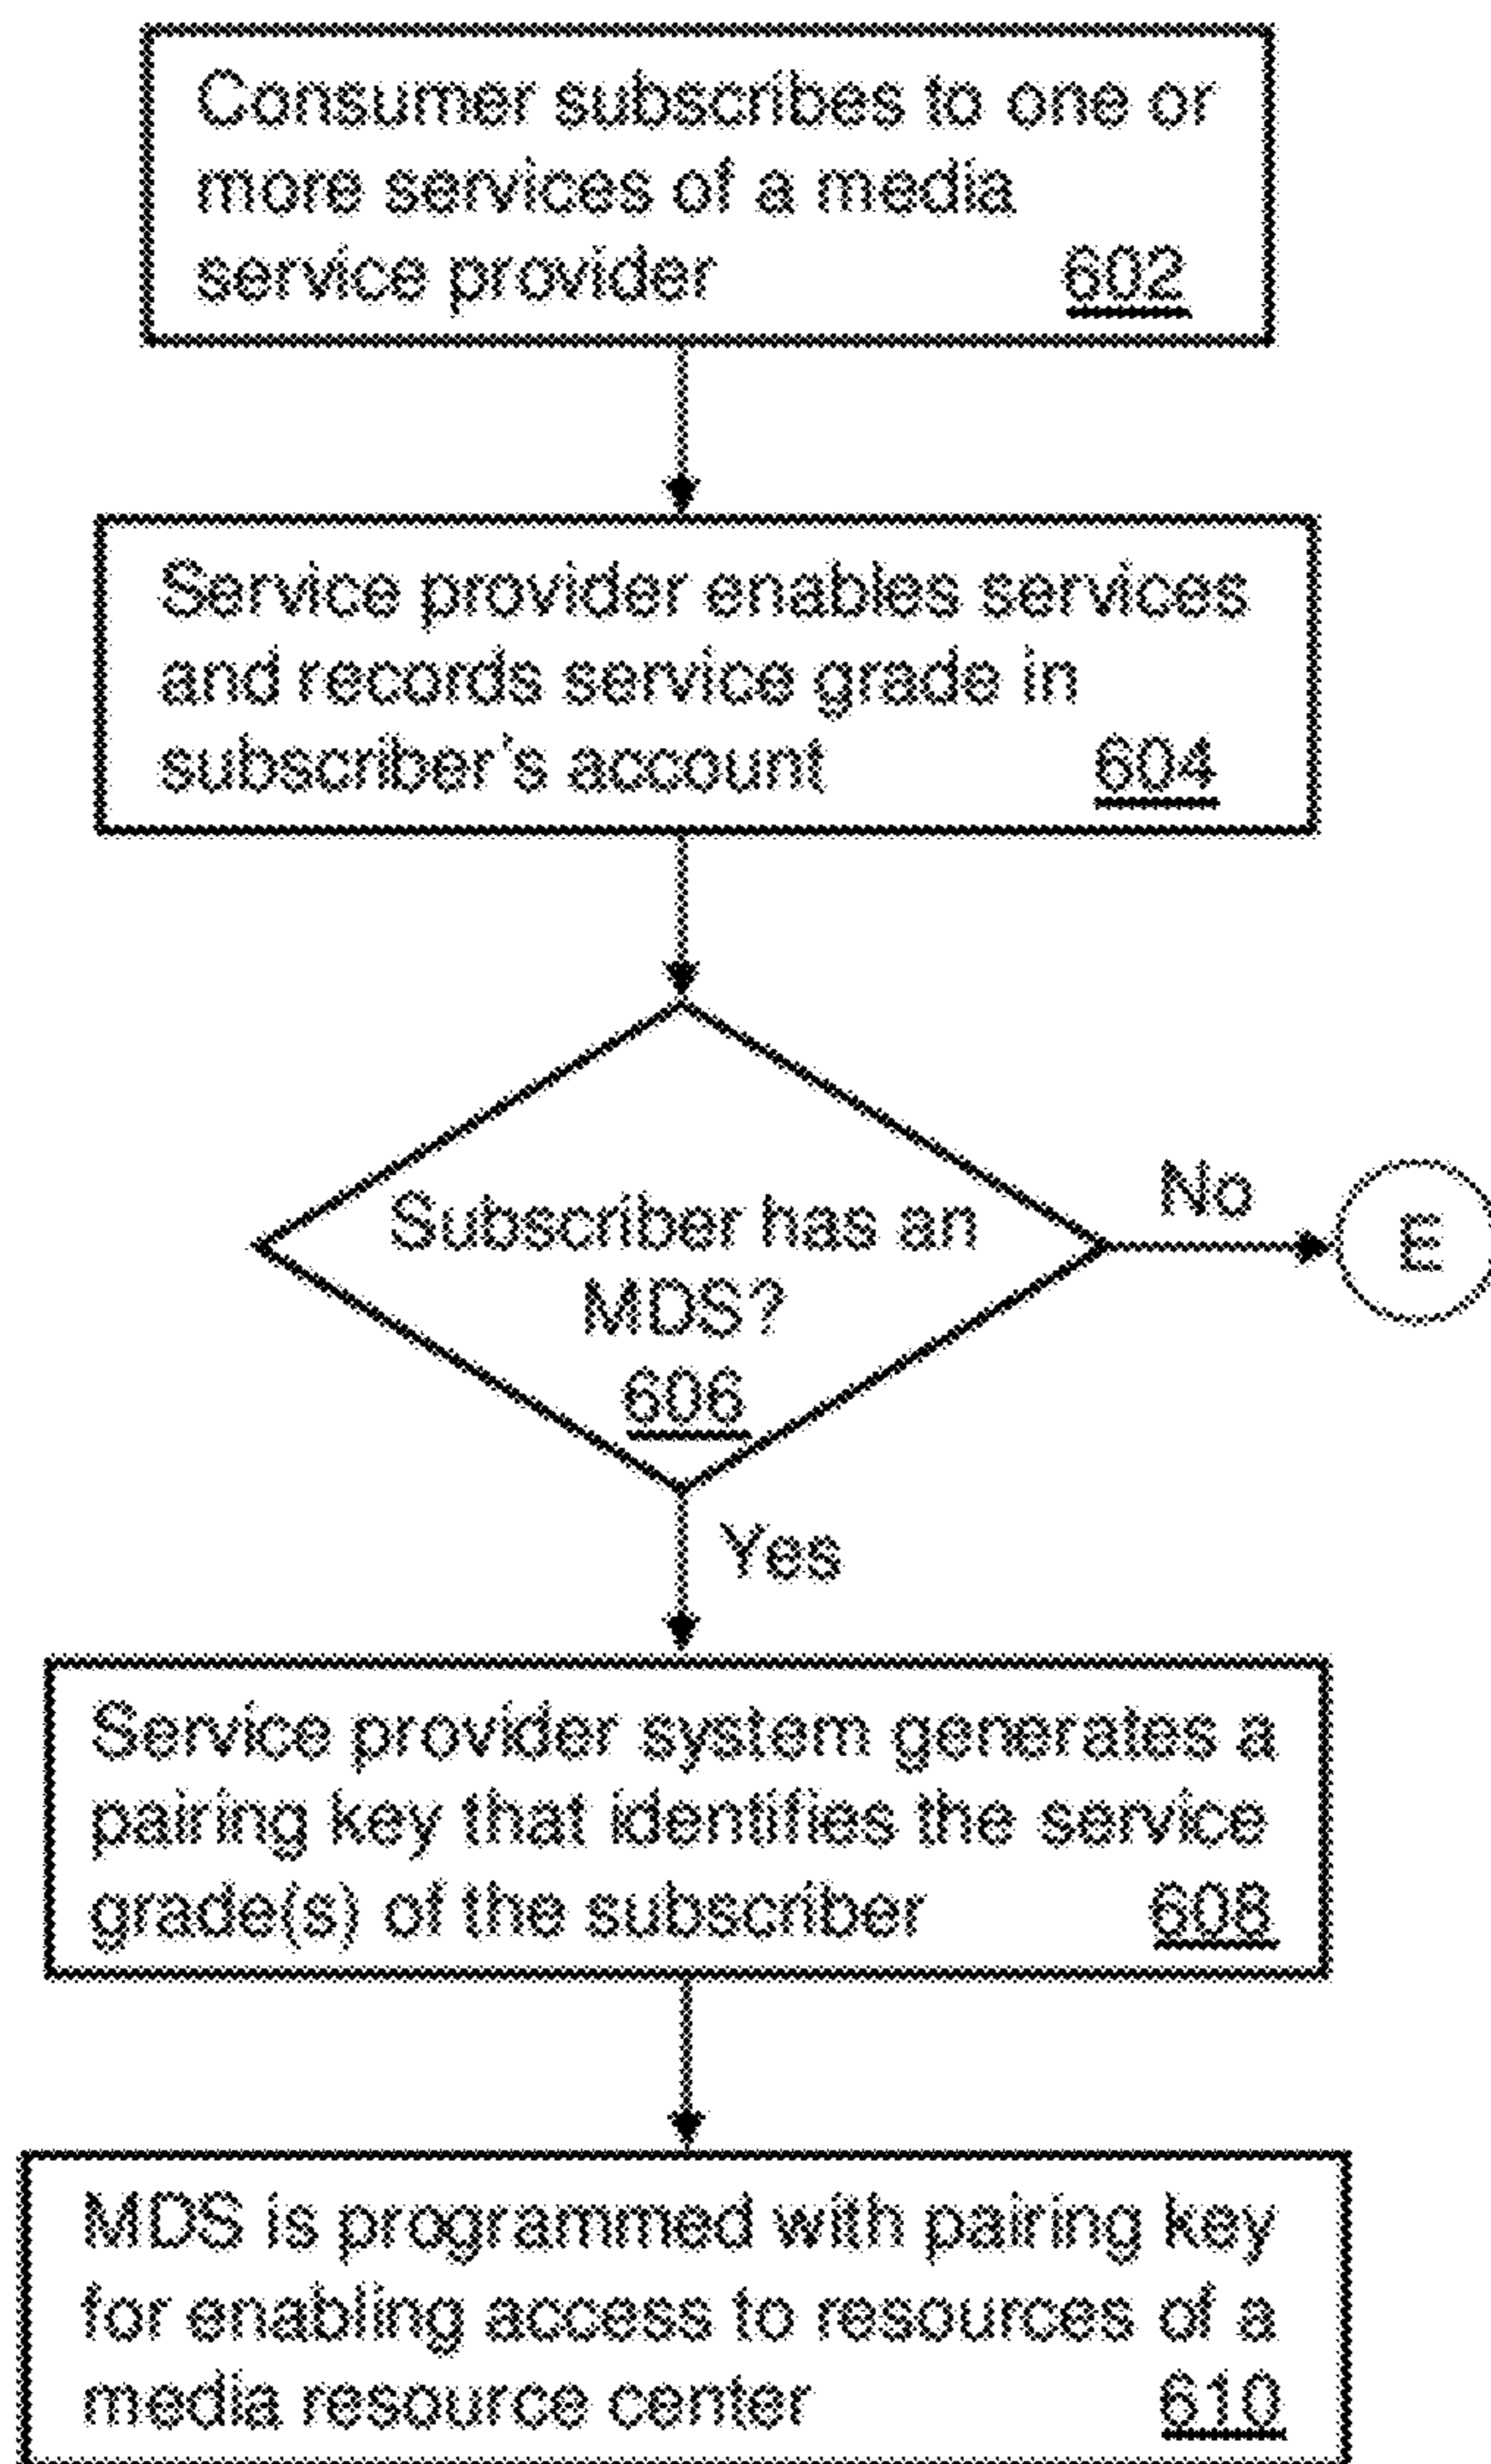 Consumer subscribes to one or
more services of a media
service provider 602
Service provider enables services
and records service grade in
subscriber's account 604
Subscriber has an
MDS?
606
No
E
Yes
Service provider system generates a
pairing key that identifies the service
grade(s) of the subscriber 608
MDS is programmed with pairing key
for enabling access to resources of a
media resource center 610